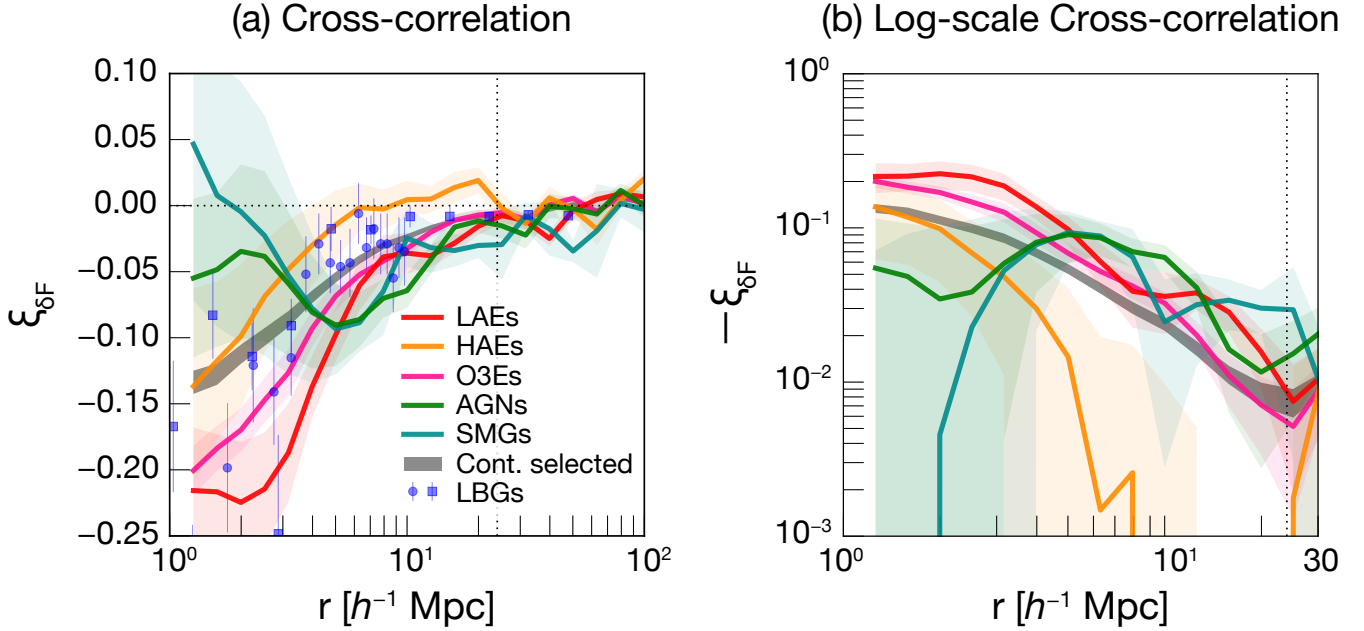 (a) Cross-correlation
(b) Log-scale Cross-correlation
0.10
0.05
0.00
−0.05
−0.10
−0.15
−0.20
−0.25
ξδF
10⁰
10¹
10²
r [h⁻¹ Mpc]
LAEs
HAEs
O3Es
AGNs
SMGs
Cont. selected
LBGs
10⁰
10⁻¹
10⁻²
10⁻³
−ξδF
10⁰
10¹
30
r [h⁻¹ Mpc]